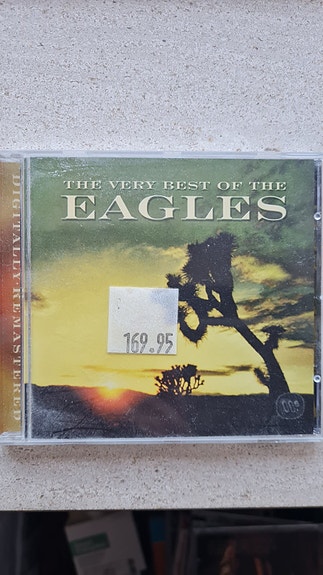 THE VERY BEST OF THE
EAGLES
DIGITALLY REMASTERED
169.95